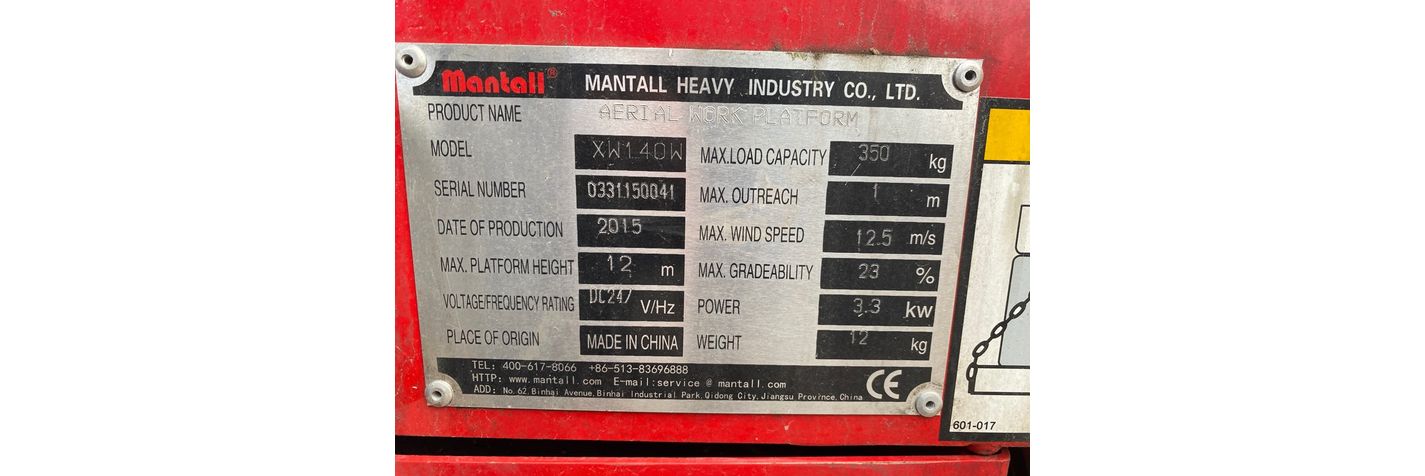 Mantall® MANTALL HEAVY INDUSTRY CO., LTD.
PRODUCT NAME AERIAL WORK PLATFORM
MODEL XW140W MAX.LOAD CAPACITY 350 kg
SERIAL NUMBER 0331150041 MAX. OUTREACH 1 m
DATE OF PRODUCTION 2015 MAX. WIND SPEED 12.5 m/s
MAX. PLATFORM HEIGHT 12 m MAX. GRADEABILITY 23 %
VOLTAGE/FREQUENCY RATING DC24/ V/Hz POWER 3.3 kw
PLACE OF ORIGIN MADE IN CHINA WEIGHT 12 kg
TEL: 400-617-8066 +86-513-83696888
HTTP: www.mantall.com E-mail:service @ mantall.com
ADD: No.62, Binhai Avenue, Binhai Industrial Park, Qidong City, Jiangsu Province, China
CE
601-017